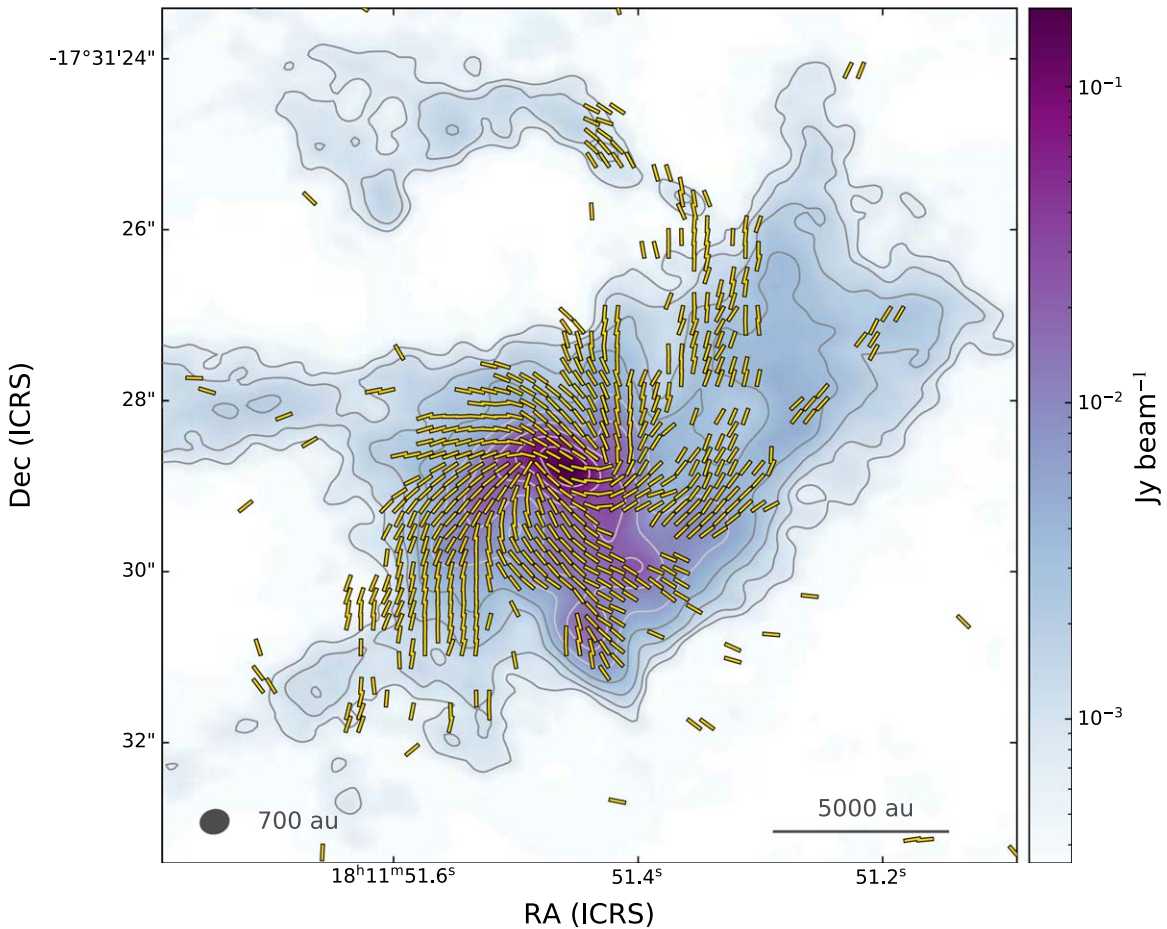 -17°31'24"
26"
28"
30"
32"
Dec (ICRS)
700 au
5000 au
18ʰ11ᵐ51.6ˢ
51.4ˢ
51.2ˢ
RA (ICRS)
10⁻¹
10⁻²
10⁻³
Jy beam⁻¹